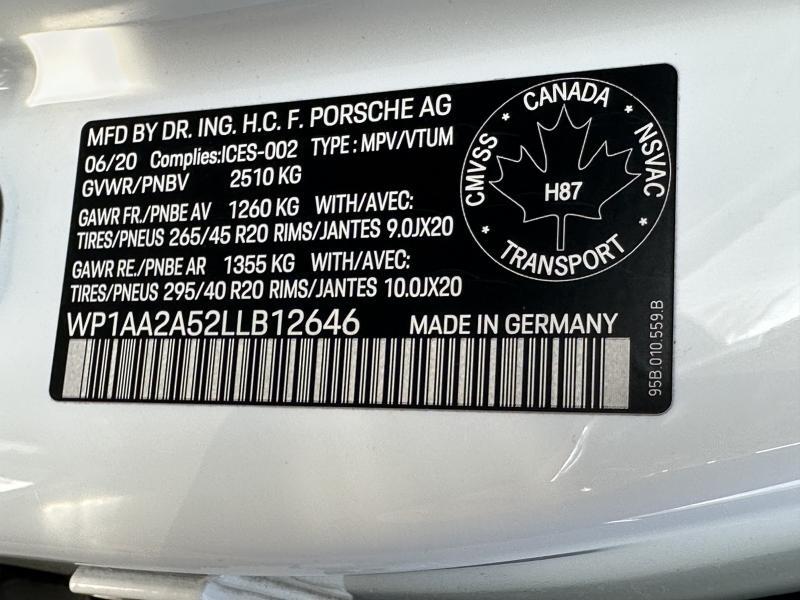 MFD BY DR. ING. H.C. F. PORSCHE AG
06/20 Complies:ICES-002 TYPE : MPV/VTUM
GVWR/PNBV 2510 KG
GAWR FR./PNBE AV 1260 KG WITH/AVEC:
TIRES/PNEUS 265/45 R20 RIMS/JANTES 9.0JX20
GAWR RE./PNBE AR 1355 KG WITH/AVEC:
TIRES/PNEUS 295/40 R20 RIMS/JANTES 10.0JX20
WP1AA2A52LLB12646 MADE IN GERMANY
CANADA
CMVSS
NSVAC
H87
TRANSPORT
95B.010.559.B